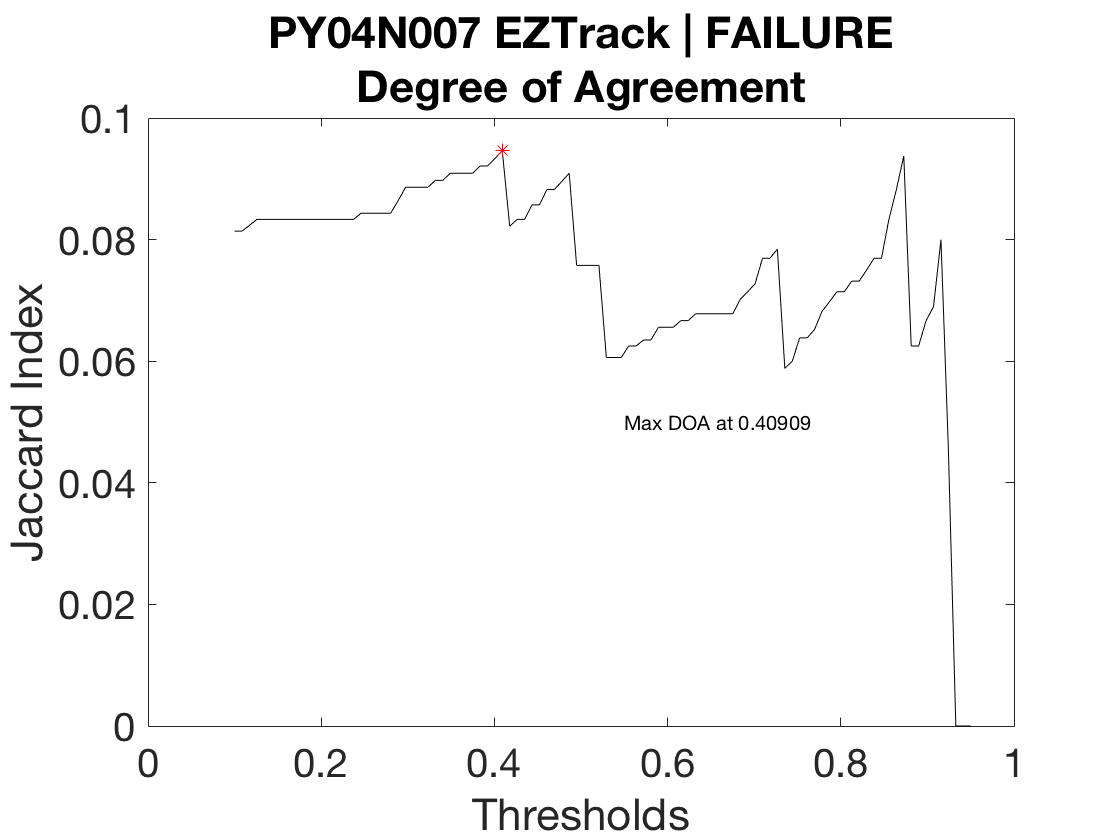 PY04N007 EZTrack | FAILURE
Degree of Agreement
0.1
0.08
0.06
0.04
0.02
0
Jaccard Index
Max DOA at 0.40909
0
0.2
0.4
0.6
0.8
1
Thresholds